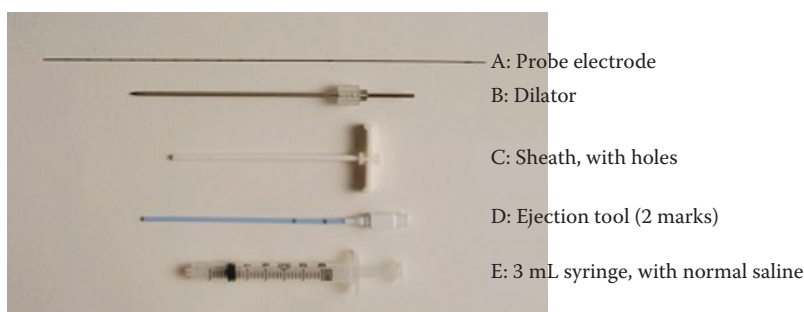 A: Probe electrode
B: Dilator
C: Sheath, with holes
D: Ejection tool (2 marks)
E: 3 mL syringe, with normal saline